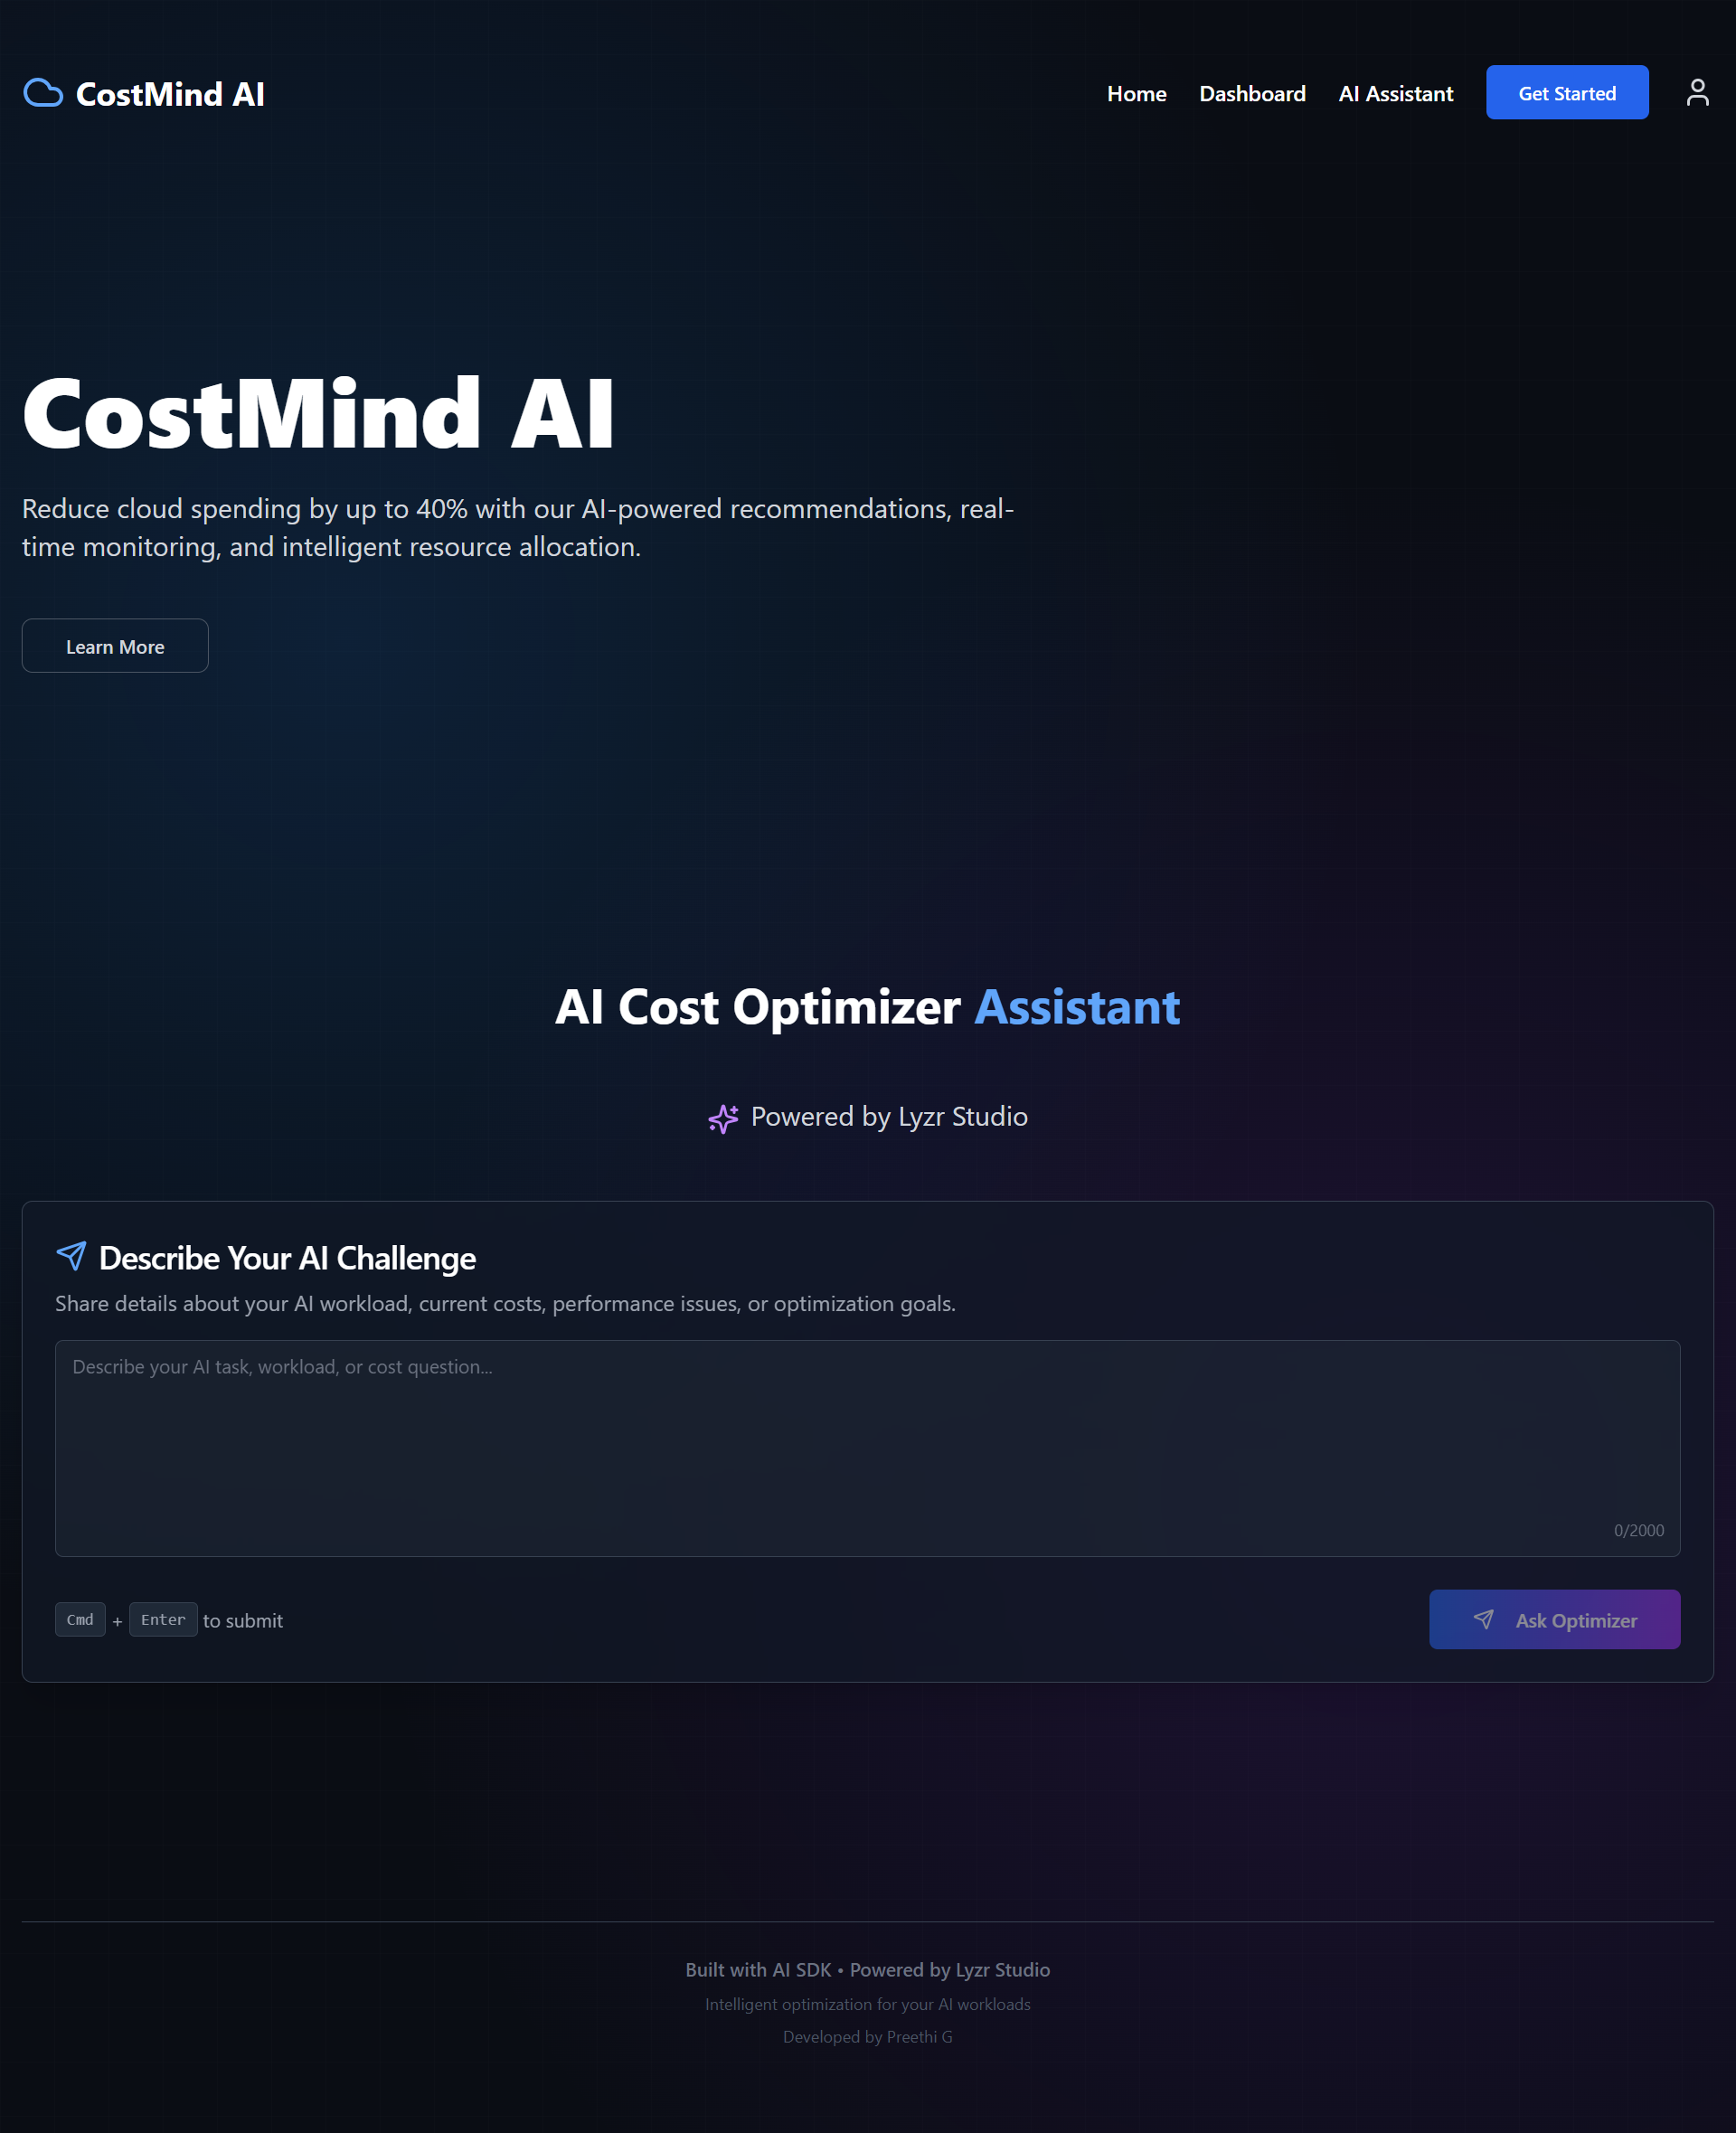 CostMind AI
Home
Dashboard
AI Assistant
Get Started
CostMind AI
Reduce cloud spending by up to 40% with our AI-powered recommendations, real-
time monitoring, and intelligent resource allocation.
Learn More
AI Cost Optimizer Assistant
Powered by Lyzr Studio
Describe Your AI Challenge
Share details about your AI workload, current costs, performance issues, or optimization goals.
Describe your AI task, workload, or cost question...
0/2000
Cmd + Enter to submit
Ask Optimizer
Built with AI SDK • Powered by Lyzr Studio
Intelligent optimization for your AI workloads
Developed by Preethi G